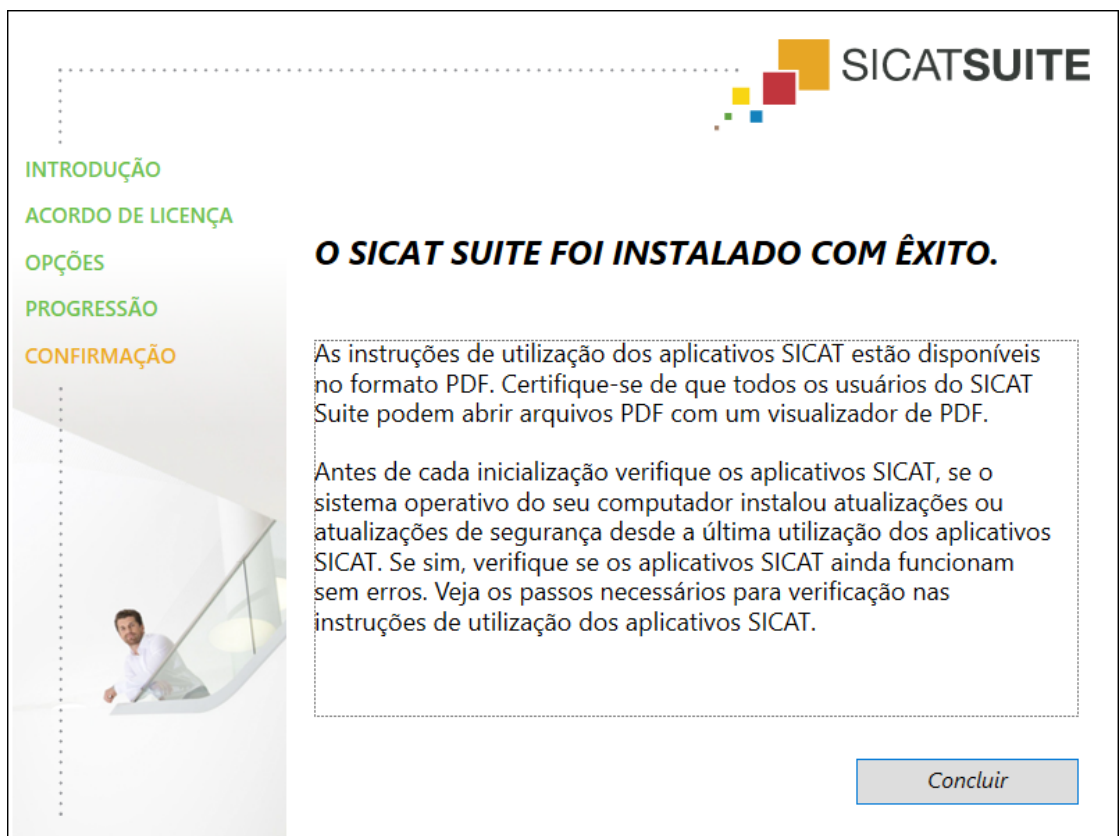 SICATSUITE
INTRODUÇÃO
ACORDO DE LICENÇA
OPÇÕES
PROGRESSÃO
CONFIRMAÇÃO
O SICAT SUITE FOI INSTALADO COM ÊXITO.
As instruções de utilização dos aplicativos SICAT estão disponíveis
no formato PDF. Certifique-se de que todos os usuários do SICAT
Suite podem abrir arquivos PDF com um visualizador de PDF.
Antes de cada inicialização verifique os aplicativos SICAT, se o
sistema operativo do seu computador instalou atualizações ou
atualizações de segurança desde a última utilização dos aplicativos
SICAT. Se sim, verifique se os aplicativos SICAT ainda funcionam
sem erros. Veja os passos necessários para verificação nas
instruções de utilização dos aplicativos SICAT.
Concluir